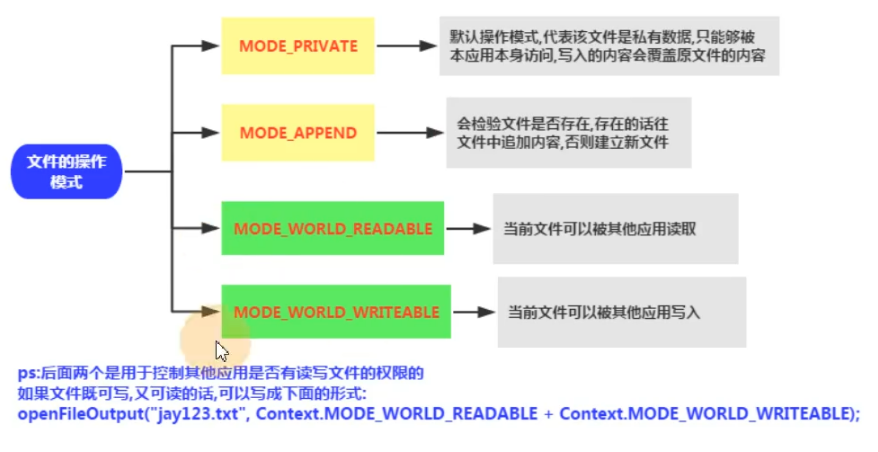 文件的操作
模式
MODE_PRIVATE
默认操作模式,代表该文件是私有数据,只能够被
本应用本身访问,写入的内容会覆盖原文件的内容
MODE_APPEND
会检验文件是否存在,存在的话往
文件中追加内容,否则建立新文件
MODE_WORLD_READABLE
当前文件可以被其他应用读取
MODE_WORLD_WRITEABLE
当前文件可以被其他应用写入
ps:后面两个是用于控制其他应用是否有读写文件的权限的
如果文件既可写,又可读的话,可以写成下面的形式:
openFileOutput("jay123.txt", Context.MODE_WORLD_READABLE + Context.MODE_WORLD_WRITEABLE);